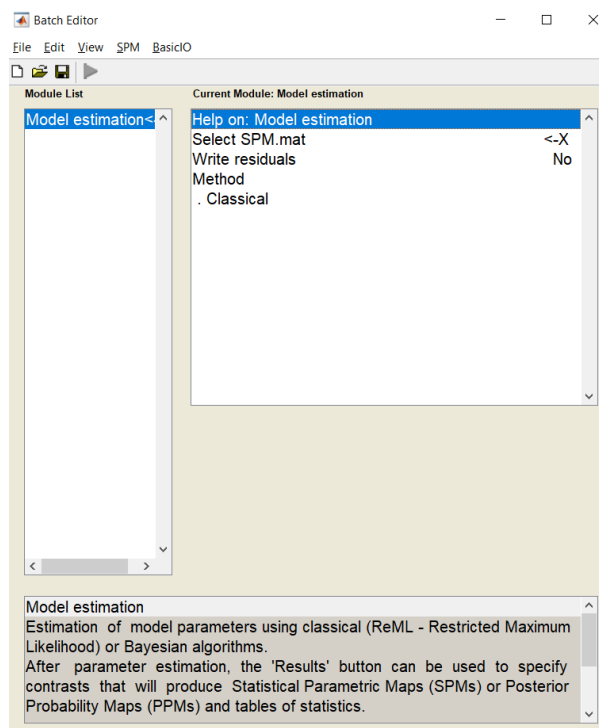 Batch Editor
File Edit View SPM BasicIO
Module List
Current Module: Model estimation
Model estimation<-
Help on: Model estimation
Select SPM.mat <-X
Write residuals No
Method
. Classical
Model estimation
Estimation of model parameters using classical (ReML - Restricted Maximum
Likelihood) or Bayesian algorithms.
After parameter estimation, the 'Results' button can be used to specify
contrasts that will produce Statistical Parametric Maps (SPMs) or Posterior
Probability Maps (PPMs) and tables of statistics.